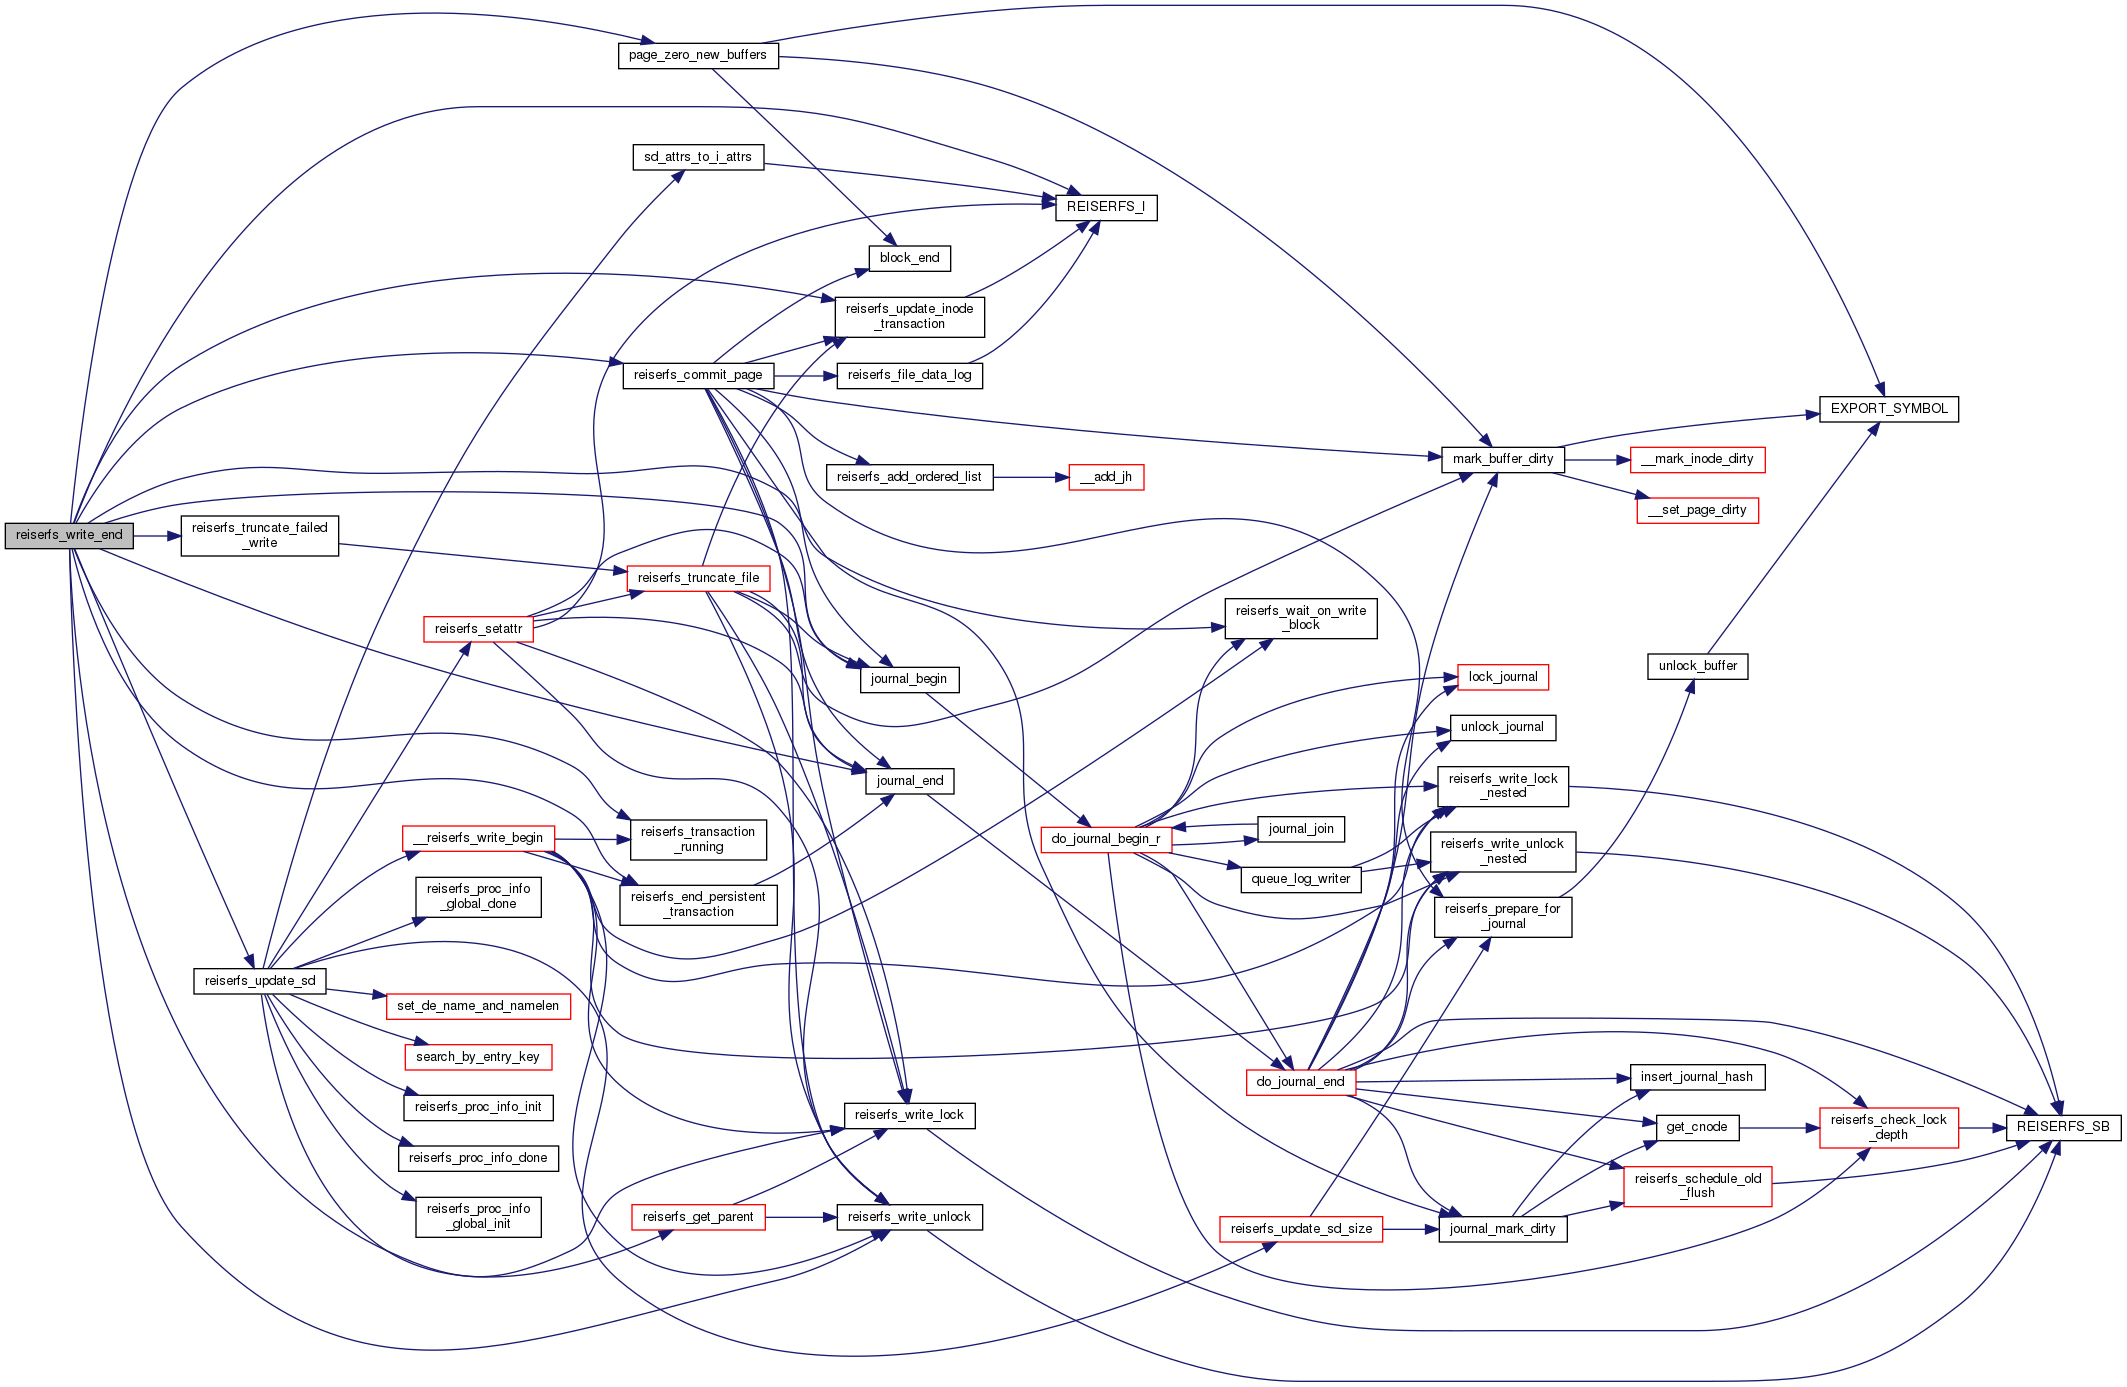 page_zero_new_buffers
sd_attrs_to_i_attrs
REISERFS_I
block_end
reiserfs_update_inode
_transaction
reiserfs_commit_page
reiserfs_file_data_log
EXPORT_SYMBOL
mark_buffer_dirty
__mark_inode_dirty
reiserfs_add_ordered_list
__add_jh
__set_page_dirty
reiserfs_write_end
reiserfs_truncate_failed
_write
reiserfs_truncate_file
reiserfs_setattr
reiserfs_wait_on_write
_block
unlock_buffer
journal_begin
lock_journal
unlock_journal
journal_end
reiserfs_write_lock
_nested
reiserfs_transaction
_running
__reiserfs_write_begin
do_journal_begin_r
journal_join
reiserfs_write_unlock
_nested
queue_log_writer
reiserfs_proc_info
_global_done
reiserfs_end_persistent
_transaction
reiserfs_prepare_for
_journal
reiserfs_update_sd
set_de_name_and_namelen
search_by_entry_key
do_journal_end
insert_journal_hash
reiserfs_proc_info_init
reiserfs_write_lock
get_cnode
reiserfs_check_lock
_depth
REISERFS_SB
reiserfs_proc_info_done
reiserfs_schedule_old
_flush
reiserfs_proc_info
_global_init
reiserfs_get_parent
reiserfs_write_unlock
reiserfs_update_sd_size
journal_mark_dirty